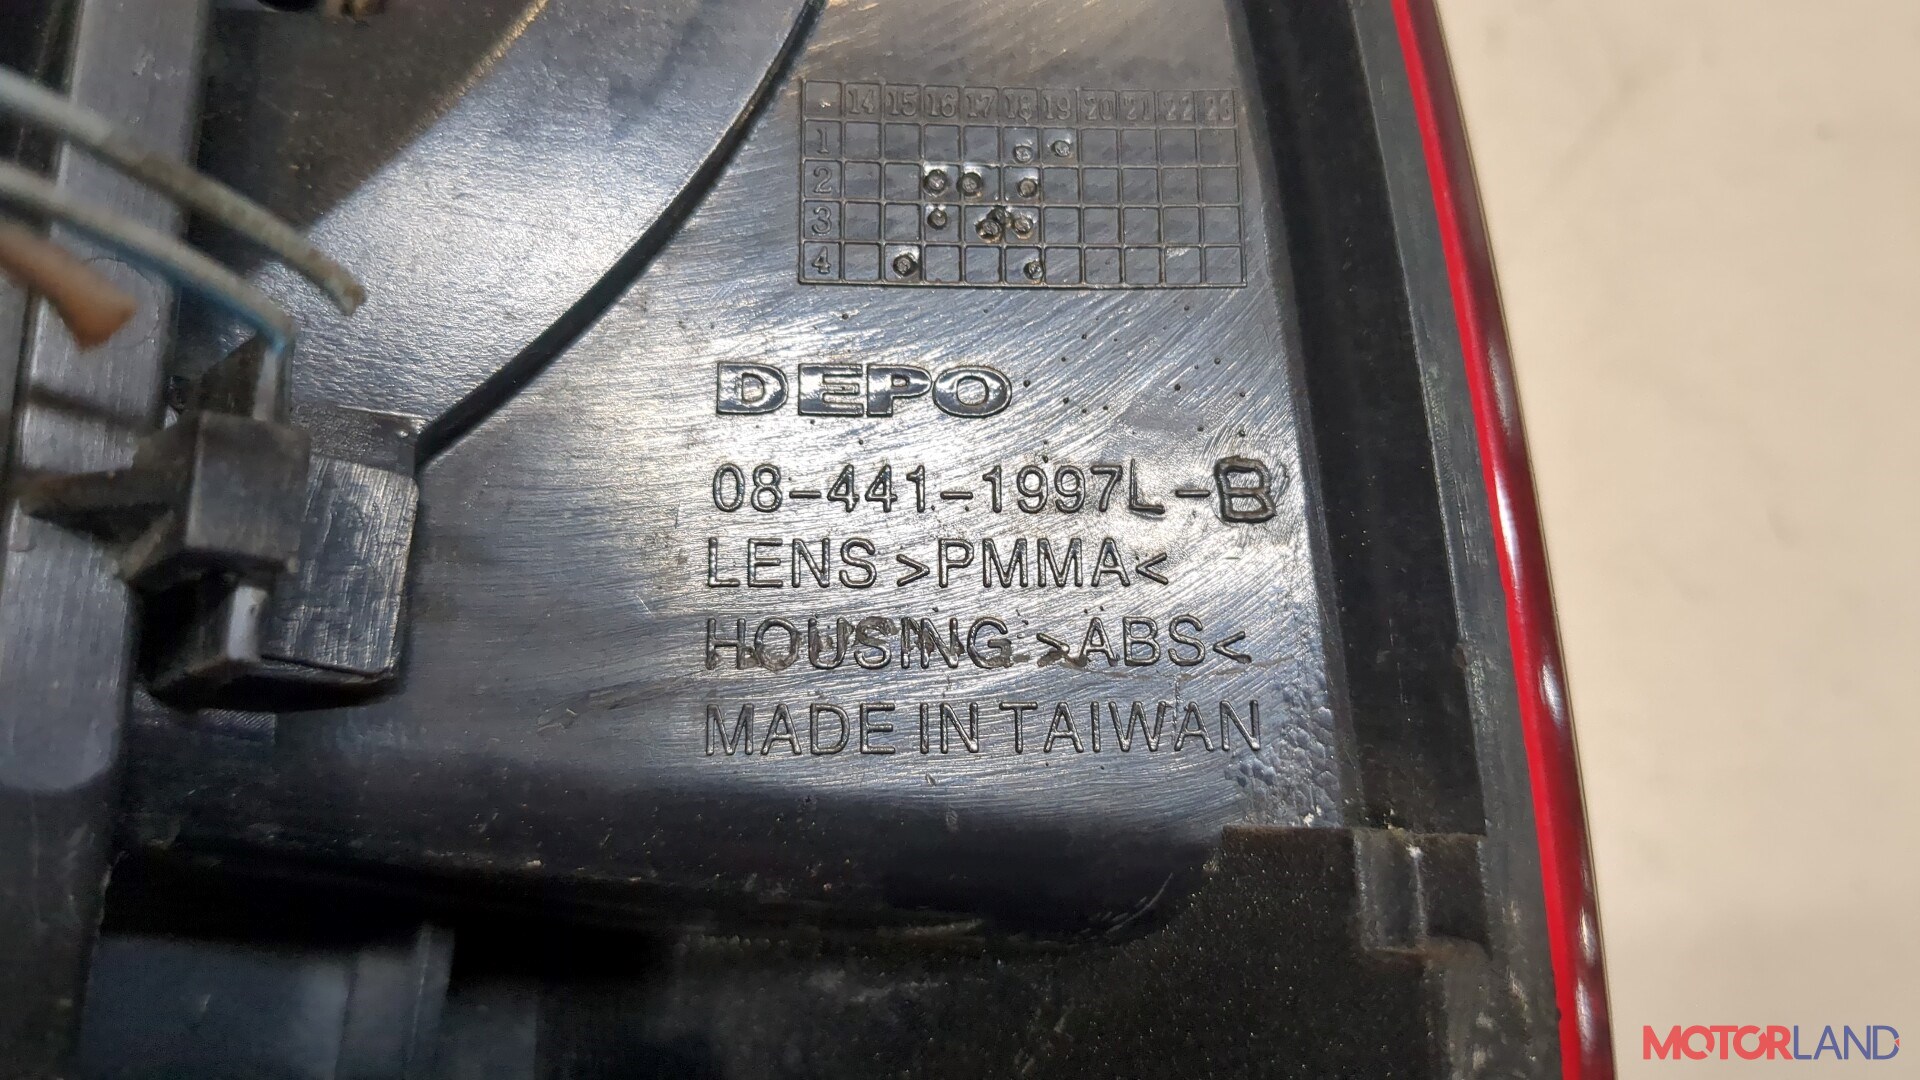 - 14 15 16 17 18 19 20 21 22 23
1
2
3
4
DEPO
08-441-1997L-B
LENS >PMMA<
HOUSING >ABS<
MADE IN TAIWAN
MOTORLAND